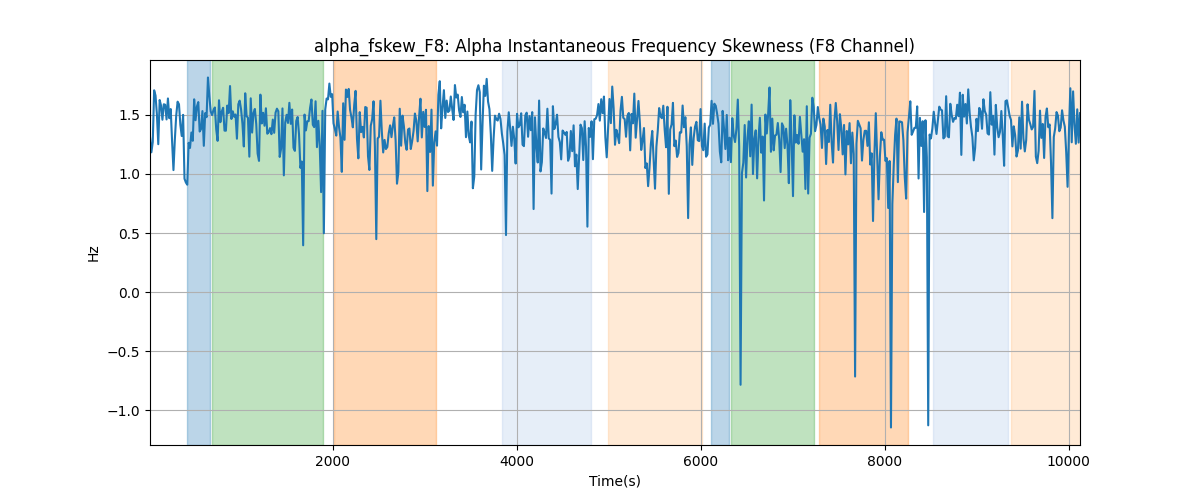 alpha_fskew_F8: Alpha Instantaneous Frequency Skewness (F8 Channel)
Hz
1.5
1.0
0.5
0.0
−0.5
−1.0
2000 4000 6000 8000 10000
Time(s)